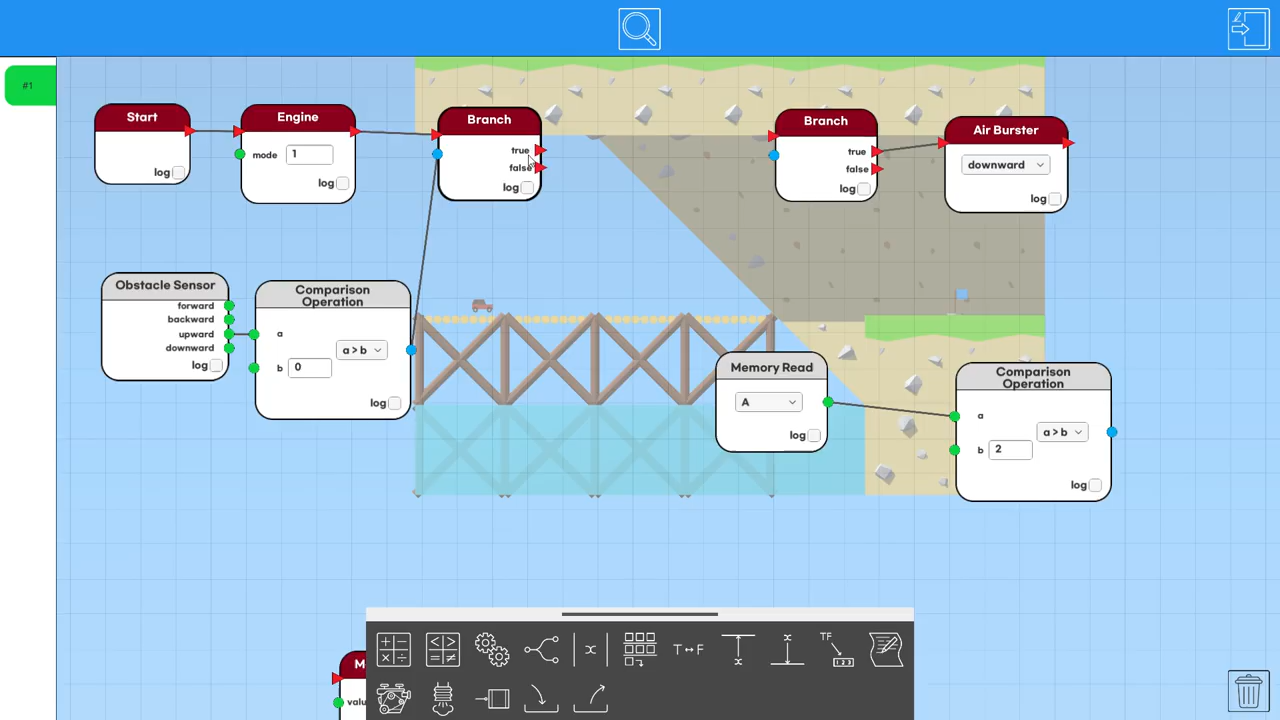 #1
Start
log
Engine
mode 1
log
Branch
true
false
log
Branch
true
false
log
Air Burster
downward
log
Obstacle Sensor
forward
backward
upward
downward
log
Comparison
Operation
a
a > b
b 0
log
Memory Read
A
log
Comparison
Operation
a
a > b
b 2
log
M
valu
+ −
× ÷
< >
= ≠
x
T↔F
x
x
TF
123